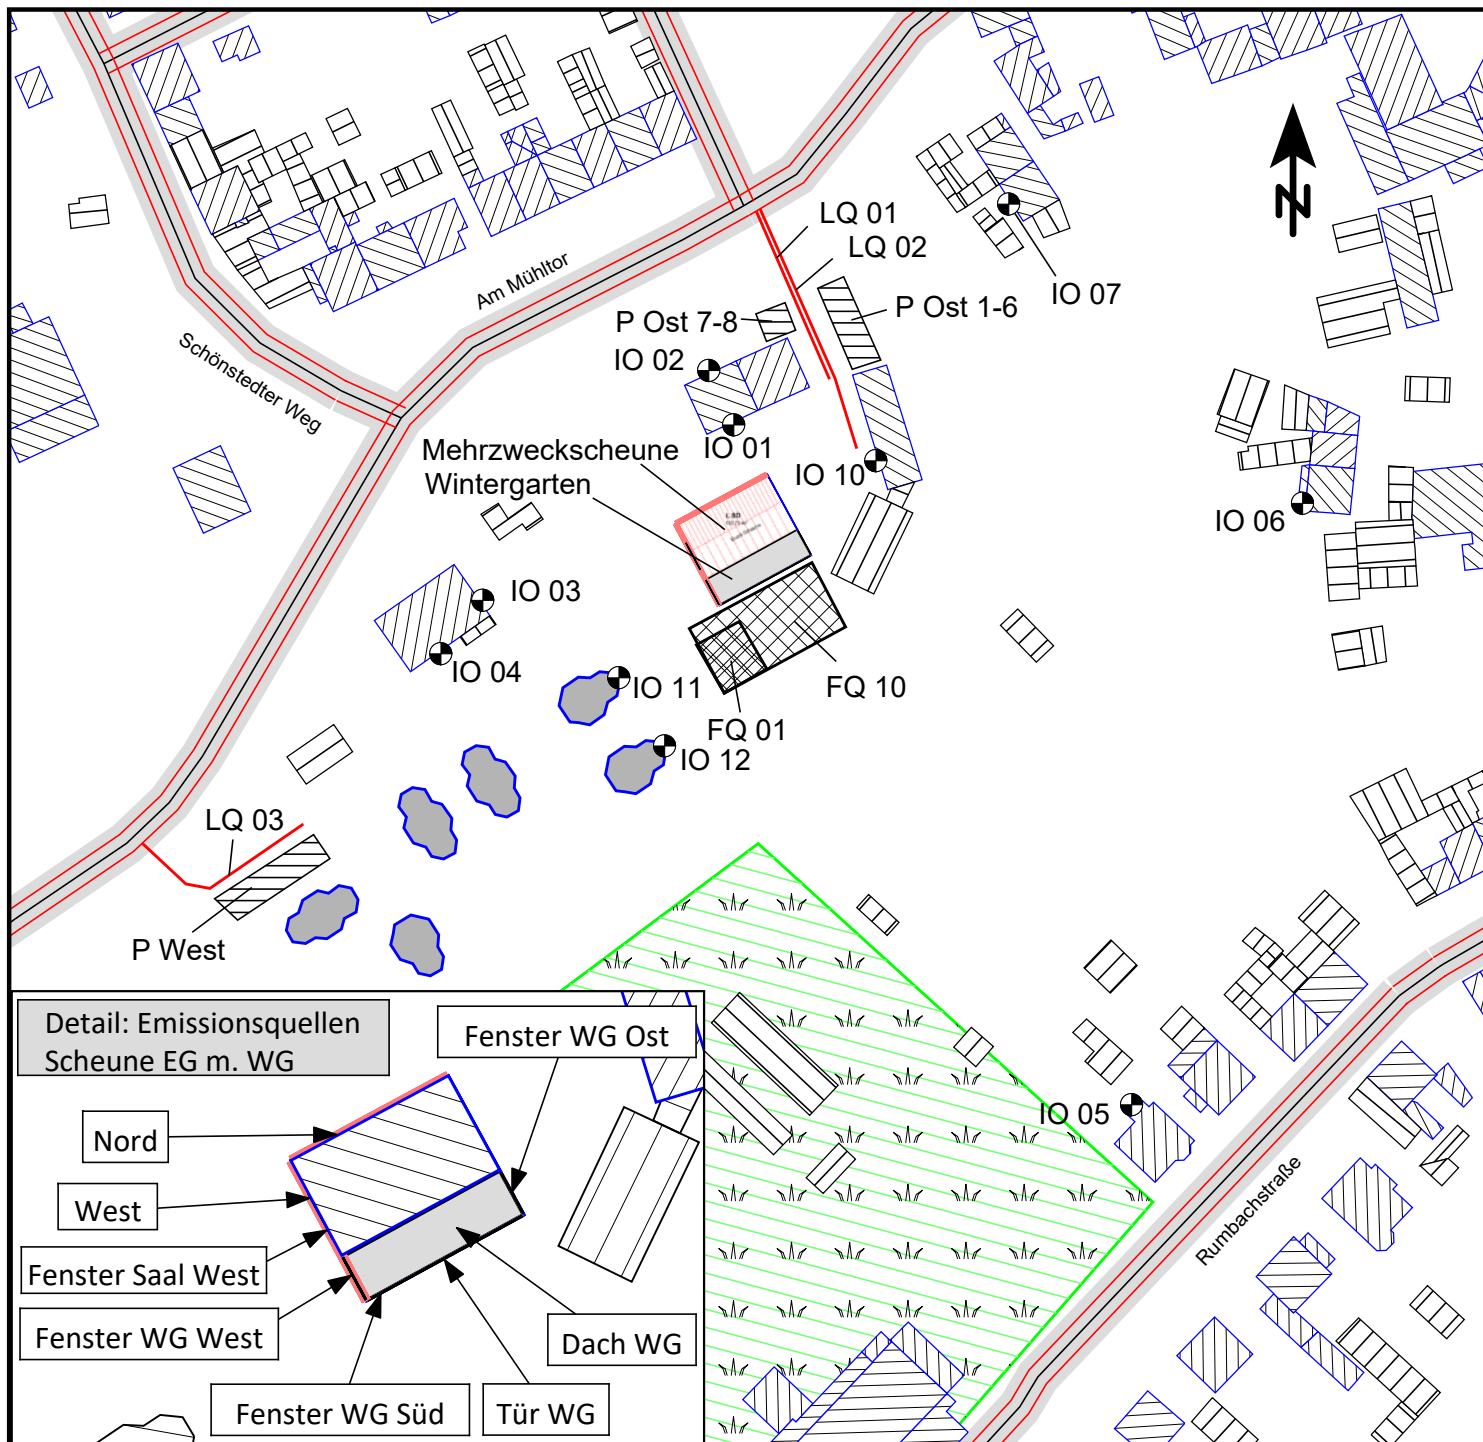 LQ 01
LQ 02
IO 07
Am Mühltor
P Ost 7-8
P Ost 1-6
Schönstedter Weg
IO 02
IO 01
Mehrzweckscheune
Wintergarten
IO 10
IO 06
IO 03
IO 04
IO 11
FQ 10
FQ 01
IO 12
LQ 03
P West
N
Detail: Emissionsquellen
Scheune EG m. WG
Fenster WG Ost
Nord
West
Fenster Saal West
Fenster WG West
Dach WG
Fenster WG Süd
Tür WG
IO 05
Rumbachstraße